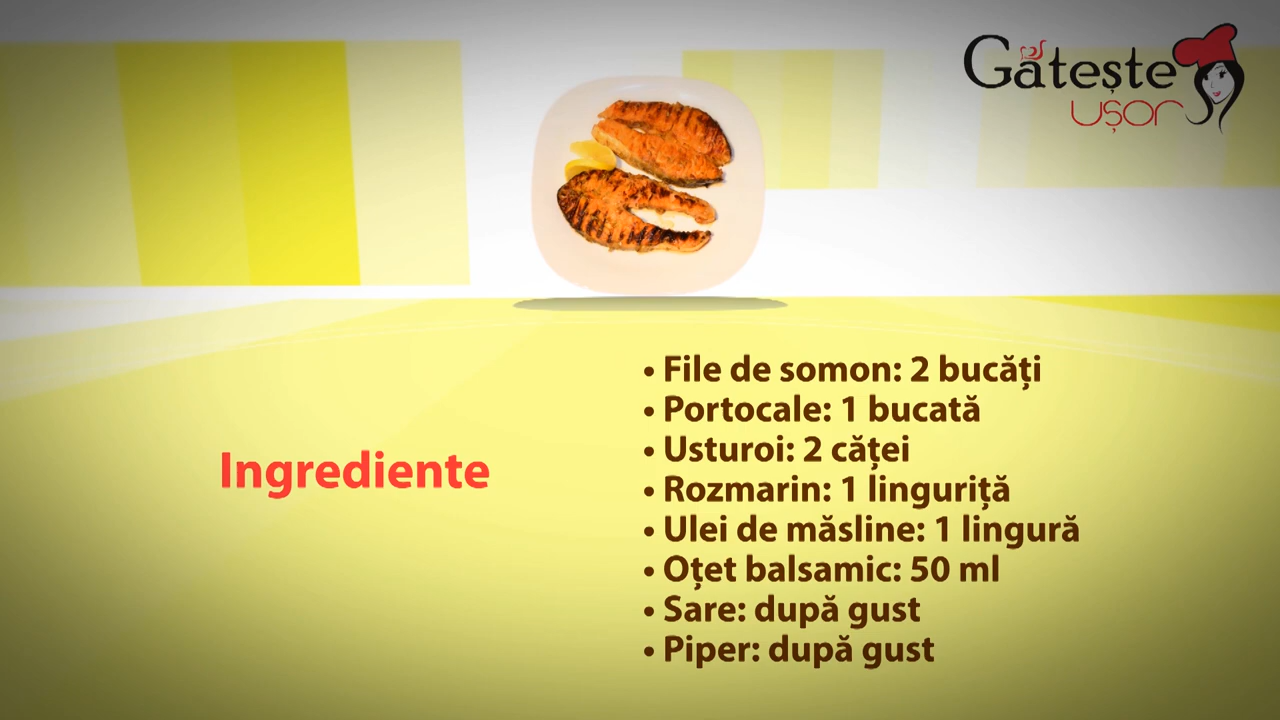 Gătește
ușor
Ingrediente
• File de somon: 2 bucăți
• Portocale: 1 bucată
• Usturoi: 2 căței
• Rozmarin: 1 linguriță
• Ulei de măsline: 1 lingură
• Oțet balsamic: 50 ml
• Sare: după gust
• Piper: după gust